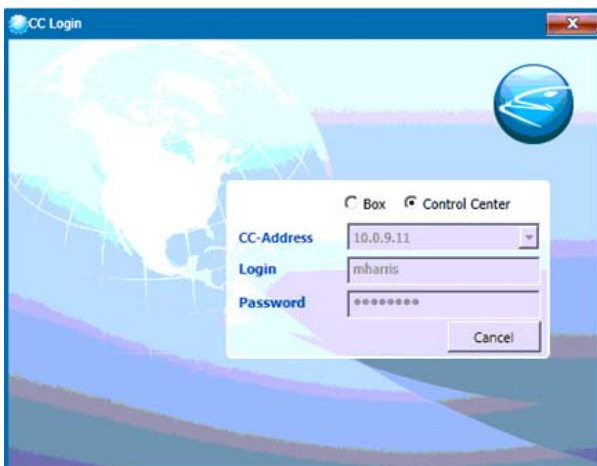 CC Login
Box Control Center
CC-Address 10.0.9.11
Login mharris
Password ●●●●●●●●
Cancel